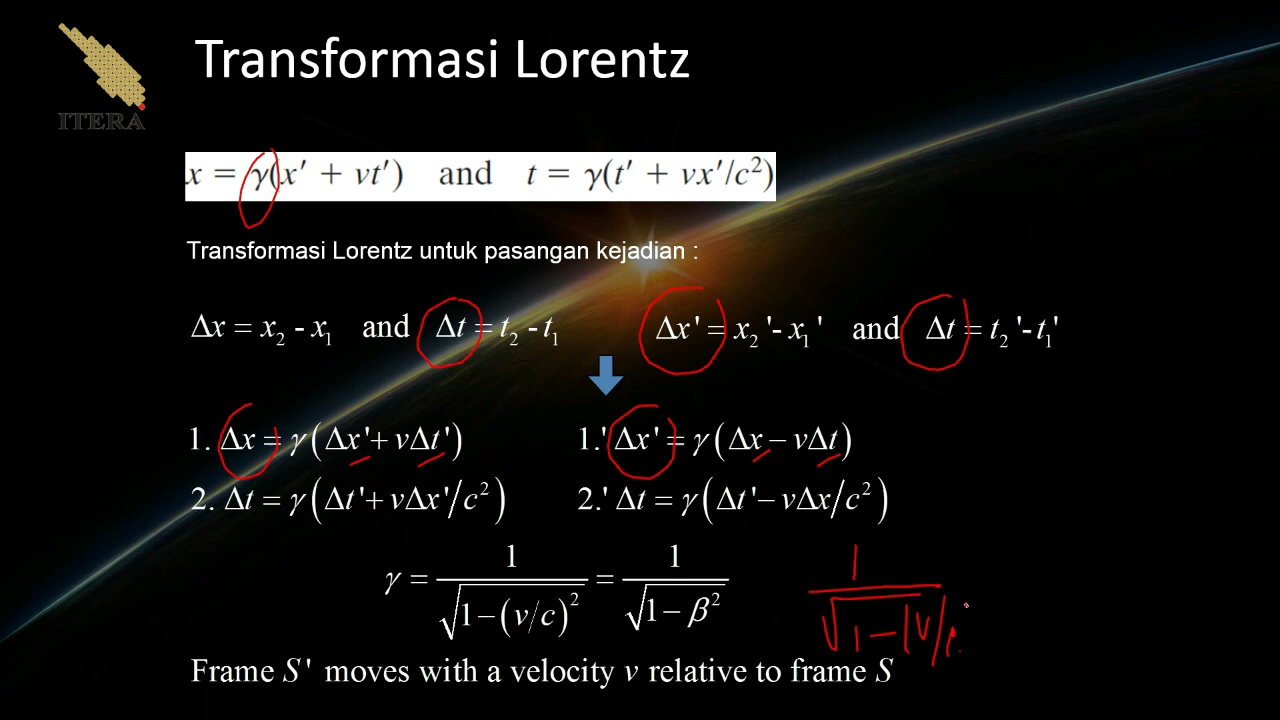 Transformasi Lorentz
ITERA
x = γ(x′ + vt′) and t = γ(t′ + vx′/c²)
Transformasi Lorentz untuk pasangan kejadian :
Δx = x₂ - x₁ and Δt = t₂ - t₁ Δx' = x₂'- x₁' and Δt = t₂'- t₁'
1. Δx = γ(Δx'+ vΔt') 1.' Δx' = γ(Δx − vΔt)
2. Δt = γ(Δt'+ vΔx'/c²) 2.' Δt = γ(Δt'− vΔx/c²)
γ = 1/√(1−(v/c)²) = 1/√(1−β²) 1/√(1−(v/
Frame S' moves with a velocity v relative to frame S